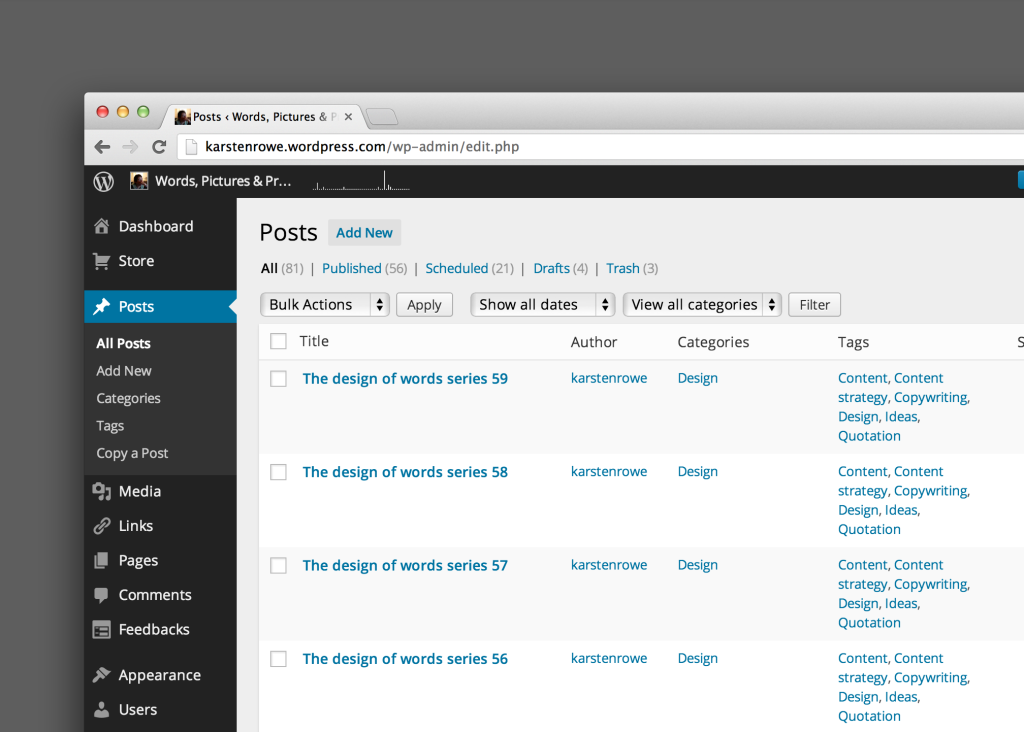 Posts ‹ Words, Pictures & P
karstenrowe.wordpress.com/wp-admin/edit.php
Words, Pictures & Pr...
Dashboard
Store
Posts
All Posts
Add New
Categories
Tags
Copy a Post
Media
Links
Pages
Comments
Feedbacks
Appearance
Users
Posts Add New
All (81) | Published (56) | Scheduled (21) | Drafts (4) | Trash (3)
Bulk Actions Apply Show all dates View all categories Filter
Title Author Categories Tags S
The design of words series 59 karstenrowe Design Content, Content
strategy, Copywriting,
Design, Ideas,
Quotation
The design of words series 58 karstenrowe Design Content, Content
strategy, Copywriting,
Design, Ideas,
Quotation
The design of words series 57 karstenrowe Design Content, Content
strategy, Copywriting,
Design, Ideas,
Quotation
The design of words series 56 karstenrowe Design Content, Content
strategy, Copywriting,
Design, Ideas,
Quotation